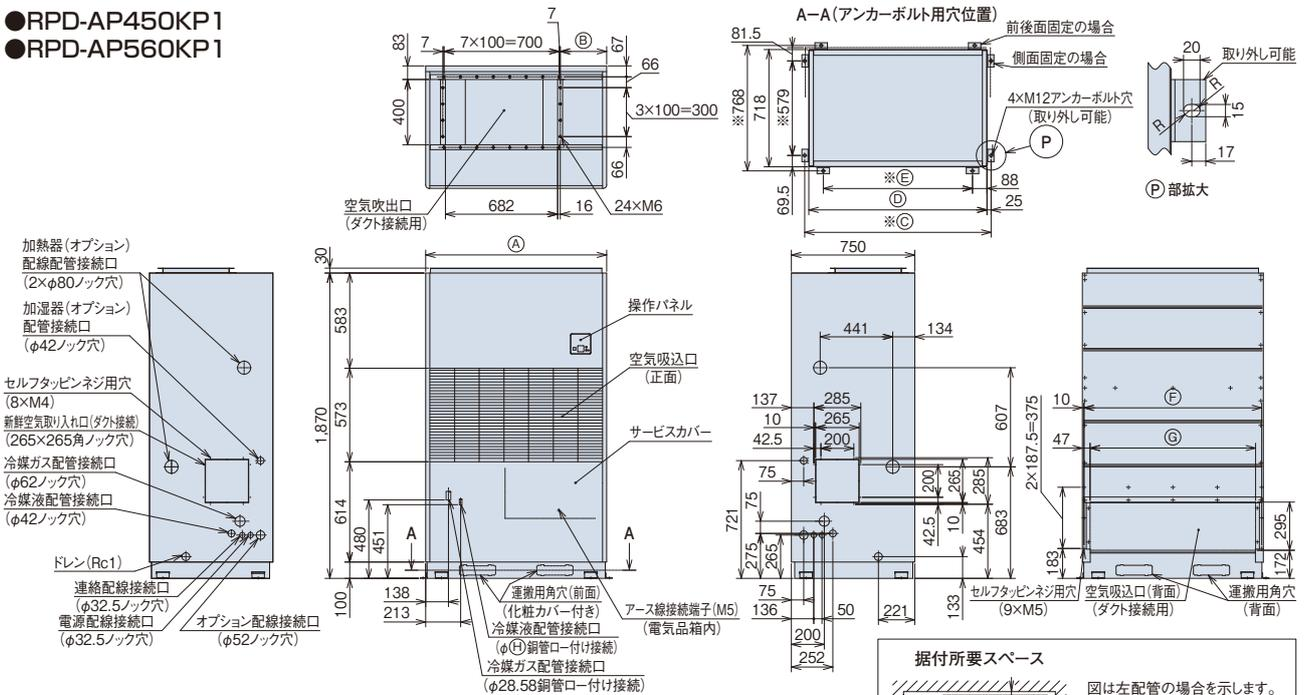 ●RPD-AP450KP1
●RPD-AP560KP1
7
7
7×100=700
Ⓑ
83
67
66
400
3×100=300
66
682
16
24×M6
空気吹出口
(ダクト接続用)
A-A(アンカーボルト用穴位置)
81.5
前後面固定の場合
側面固定の場合
※768
718
※579
4×M12アンカーボルト穴
(取り外し可能)
Ⓟ
※Ⓔ
88
69.5
Ⓓ
25
※Ⓒ
20
取り外し可能
R
R
15
17
Ⓟ部拡大
加熱器(オプション)
配線配管接続口
(2×φ80ノック穴)
加湿器(オプション)
配管接続口
(φ42ノック穴)
セルフタッピンネジ用穴
(8×M4)
新鮮空気取り入れ口(ダクト接続)
(265×265角ノック穴)
冷媒ガス配管接続口
(φ62ノック穴)
冷媒液配管接続口
(φ42ノック穴)
ドレン(Rc1)
連絡配線接続口
(φ32.5ノック穴)
電源配線接続口
(φ32.5ノック穴)
オプション配線接続口
(φ52ノック穴)
Ⓐ
30
1,870
583
573
614
480
451
100
A
A
138
213
操作パネル
空気吸込口
(正面)
サービスカバー
運搬用角穴(前面)
(化粧カバー付き)
アース線接続端子(M5)
(電気品箱内)
冷媒液配管接続口
(φⒽ銅管ロー付け接続)
冷媒ガス配管接続口
(φ28.58銅管ロー付け接続)
750
441
134
137
285
10
265
42.5
200
75
721
75
275
265
200
265
285
42.5
10
454
607
683
133
75
136
50
200
252
221
10
Ⓕ
47
Ⓖ
2×187.5=375
183
295
172
セルフタッピンネジ用穴
(9×M5)
空気吸込口(背面)
(ダクト接続用)
運搬用角穴
(背面)
据付所要スペース
図は左配管の場合を示します。